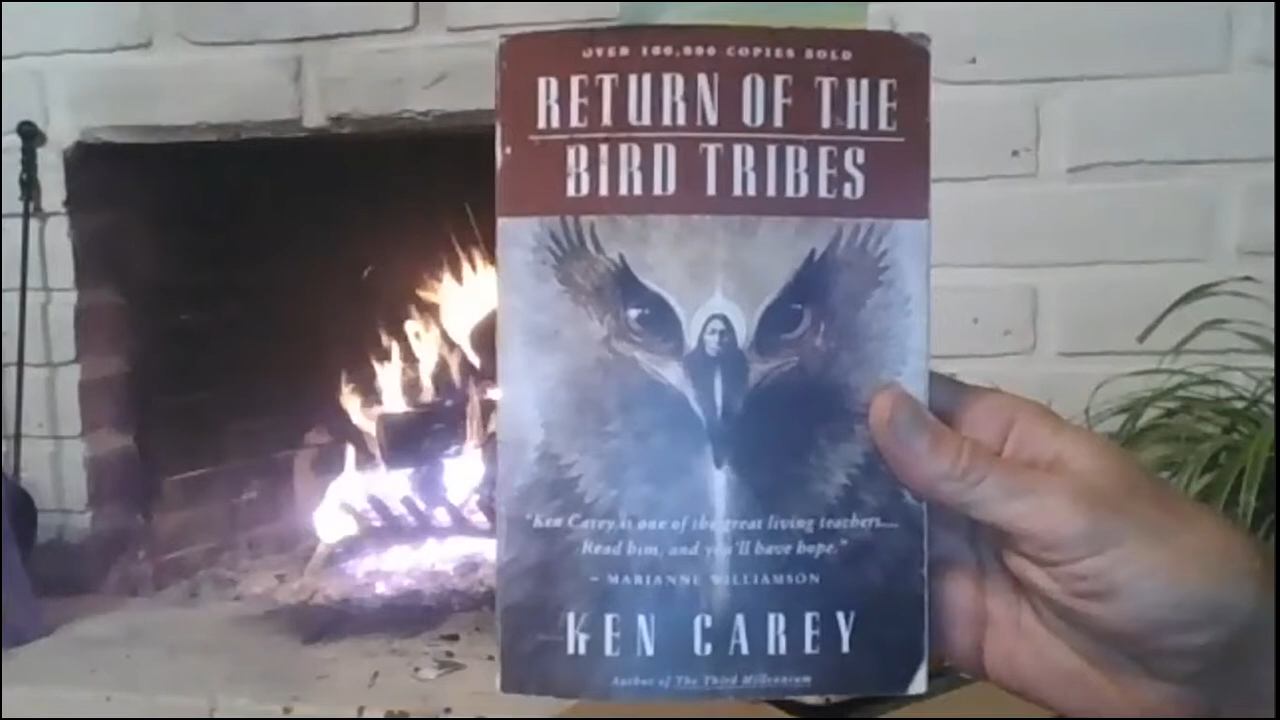 OVER 100,000 COPIES SOLD
RETURN OF THE
BIRD TRIBES
"Ken Carey is one of the great living teachers....
Read him, and you'll have hope."
– MARIANNE WILLIAMSON
KEN CAREY
Author of The Third Millennium